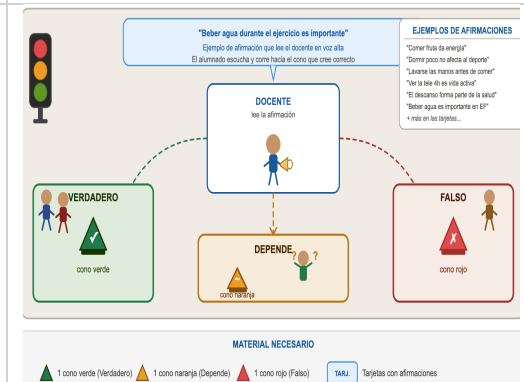 "Beber agua durante el ejercicio es importante"
Ejemplo de afirmación que lee el docente en voz alta
El alumnado escucha y corre hacia el cono que cree correcto
EJEMPLOS DE AFIRMACIONES
"Comer fruta da energía"
"Dormir poco no afecta al deporte"
"Lavarse las manos antes de comer"
"Ver la tele 4h es vida activa"
"El descanso forma parte de la salud"
"Beber agua es importante en EF"
+ más en las tarjetas...
DOCENTE
lee la afirmación
VERDADERO
✓
cono verde
DEPENDE
? ?
~
cono naranja
FALSO
✗
cono rojo
MATERIAL NECESARIO
1 cono verde (Verdadero) 1 cono naranja (Depende) 1 cono rojo (Falso) TARJ. Tarjetas con afirmaciones